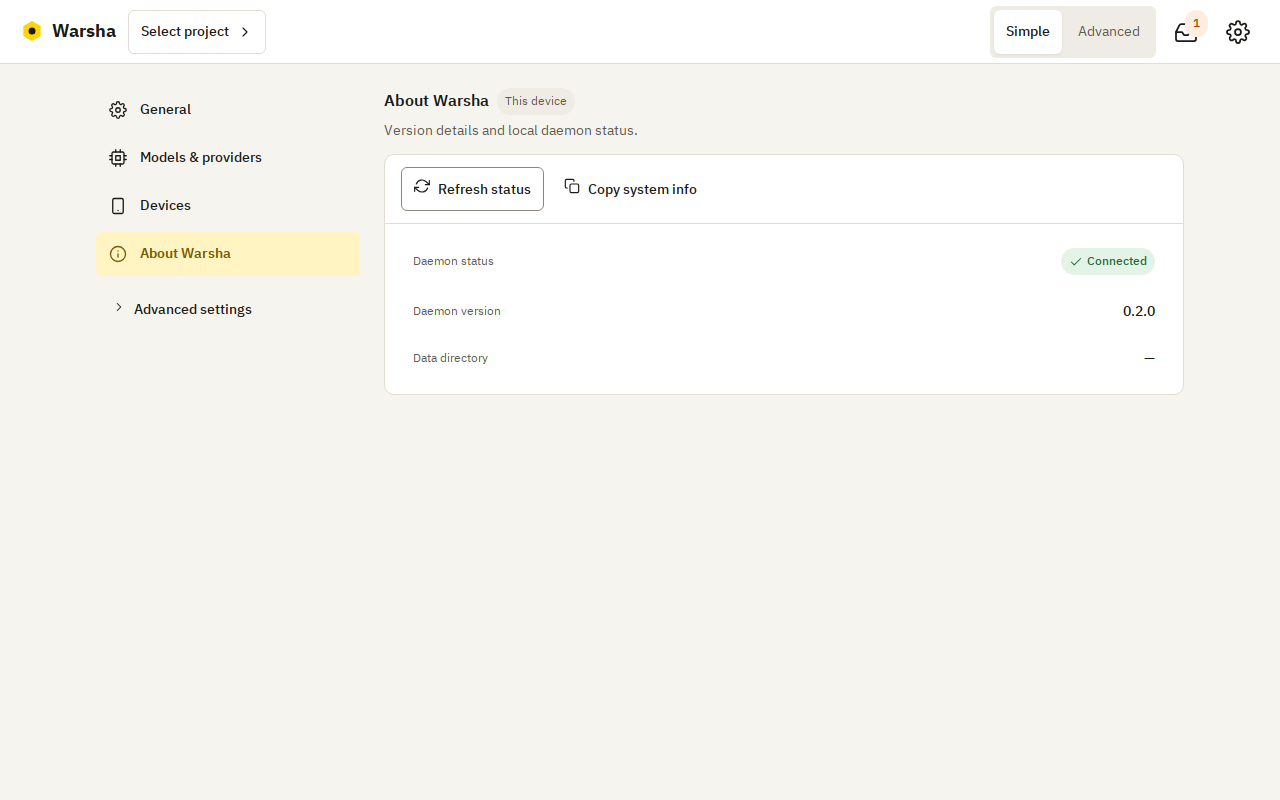 Warsha
Select project
Simple
Advanced
1
General
Models & providers
Devices
About Warsha
Advanced settings
About Warsha
This device
Version details and local daemon status.
Refresh status
Copy system info
Daemon status
Connected
Daemon version
0.2.0
Data directory
—